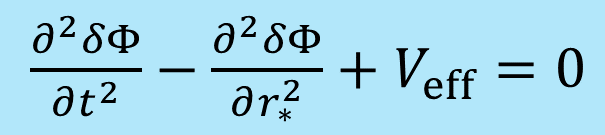 ∂²δΦ/∂t² − ∂²δΦ/∂r∗² + V_eff = 0